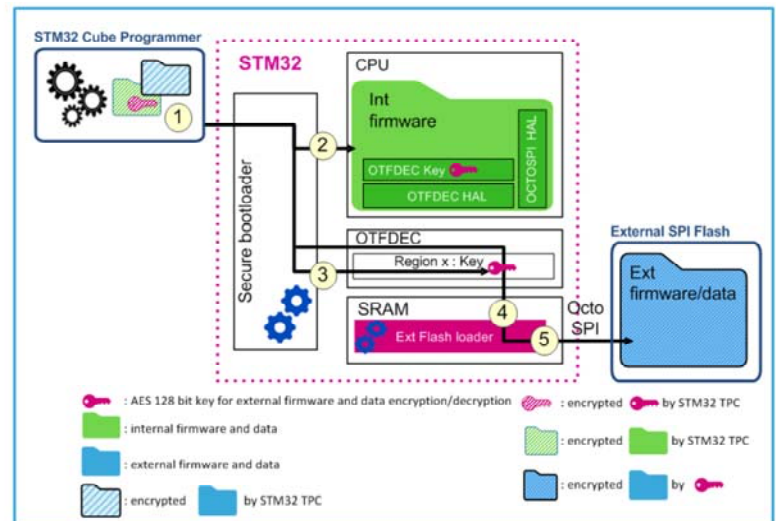 STM32 Cube Programmer
1
STM32
Secure bootloader
CPU
Int
firmware
2
OCTOSPI HAL
OTFDEC Key
OTFDEC HAL
OTFDEC
Region x : Key
3
4
SRAM
Ext Flash loader
5
Octo
SPI
External SPI Flash
Ext
firmware/data
: AES 128 bit key for external firmware and data encryption/decryption
: internal firmware and data
: external firmware and data
: encrypted by STM32 TPC
: encrypted by STM32 TPC
: encrypted by STM32 TPC
: encrypted by